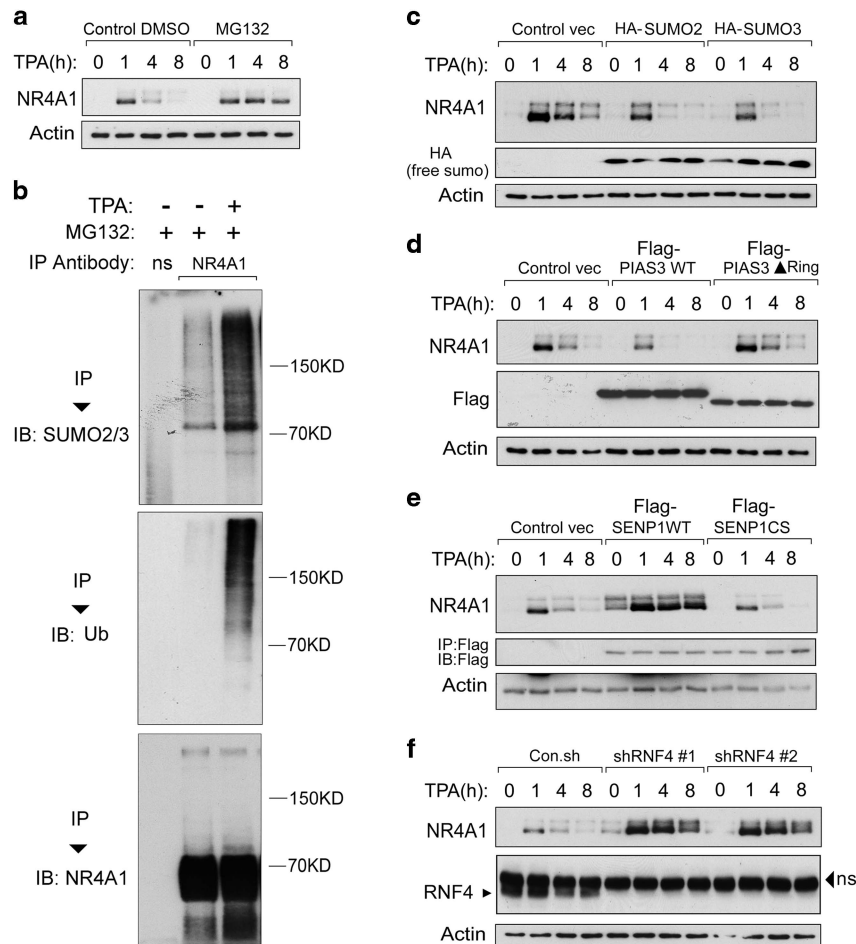 a
Control DMSO MG132
TPA(h): 0 1 4 8 0 1 4 8
NR4A1
Actin
b
TPA: - - +
MG132: + + +
IP Antibody: ns NR4A1
IP
IB: SUMO2/3
150KD
70KD
IP
IB: Ub
150KD
70KD
IP
IB: NR4A1
150KD
70KD
c
Control vec HA-SUMO2 HA-SUMO3
TPA(h): 0 1 4 8 0 1 4 8 0 1 4 8
NR4A1
HA
(free sumo)
Actin
d
Control vec Flag-PIAS3 WT Flag-PIAS3 ▲Ring
TPA(h): 0 1 4 8 0 1 4 8 0 1 4 8
NR4A1
Flag
Actin
e
Control vec Flag-SENP1WT Flag-SENP1CS
TPA(h): 0 1 4 8 0 1 4 8 0 1 4 8
NR4A1
IP:Flag
IB:Flag
Actin
f
Con.sh shRNF4 #1 shRNF4 #2
TPA(h): 0 1 4 8 0 1 4 8 0 1 4 8
NR4A1
RNF4
ns
Actin